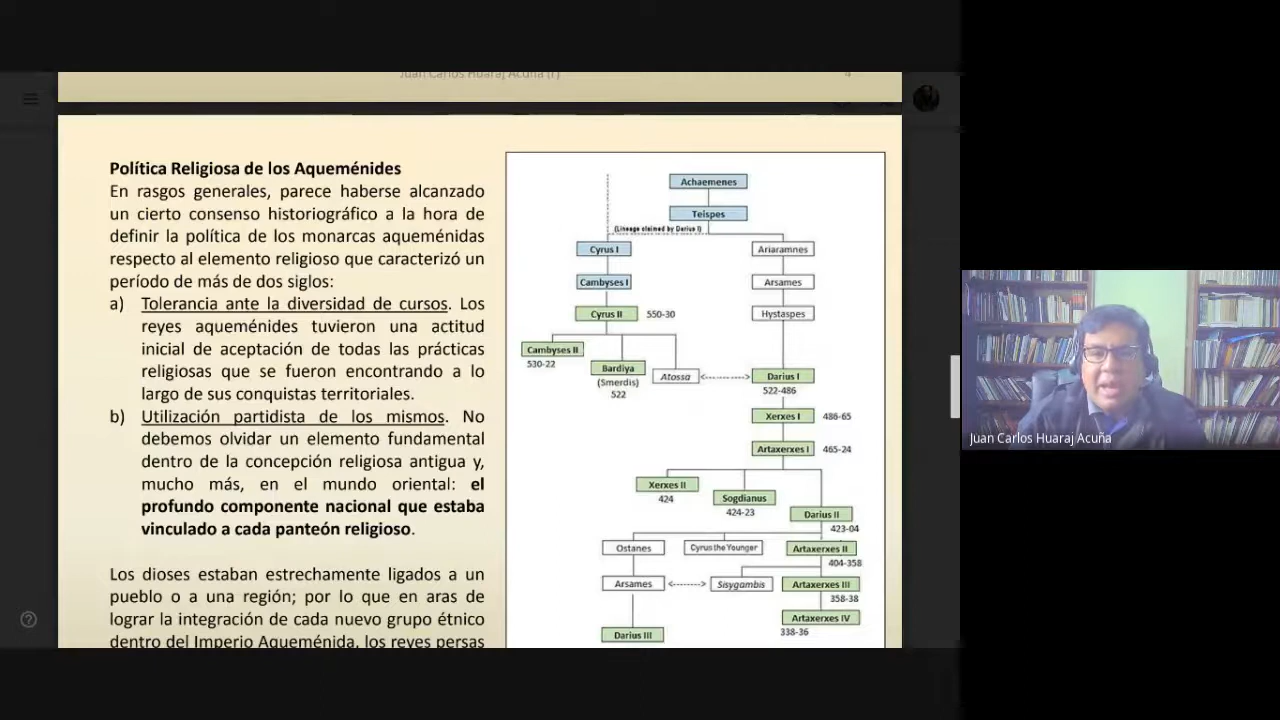 Juan Carlos Huaraj Acuña (r)
4
Política Religiosa de los Aqueménides
En rasgos generales, parece haberse alcanzado
un cierto consenso historiográfico a la hora de
definir la política de los monarcas aqueménidas
respecto al elemento religioso que caracterizó un
período de más de dos siglos:
a) Tolerancia ante la diversidad de cursos. Los
reyes aqueménides tuvieron una actitud
inicial de aceptación de todas las prácticas
religiosas que se fueron encontrando a lo
largo de sus conquistas territoriales.
b) Utilización partidista de los mismos. No
debemos olvidar un elemento fundamental
dentro de la concepción religiosa antigua y,
mucho más, en el mundo oriental: el
profundo componente nacional que estaba
vinculado a cada panteón religioso.
Los dioses estaban estrechamente ligados a un
pueblo o a una región; por lo que en aras de
lograr la integración de cada nuevo grupo étnico
dentro del Imperio Aqueménida, los reyes persas
Achaemenes
Teispes
(Lineage claimed by Darius I)
Cyrus I
Ariaramnes
Cambyses I
Arsames
Cyrus II
550-30
Hystaspes
Cambyses II
530-22
Bardiya
(Smerdis)
522
Atossa
Darius I
522-486
Xerxes I
486-65
Artaxerxes I
465-24
Xerxes II
424
Sogdianus
424-23
Darius II
423-04
Ostanes
Cyrus the Younger
Artaxerxes II
404-358
Arsames
Sisygambis
Artaxerxes III
358-38
Artaxerxes IV
338-36
Darius III
Juan Carlos Huaraj Acuña